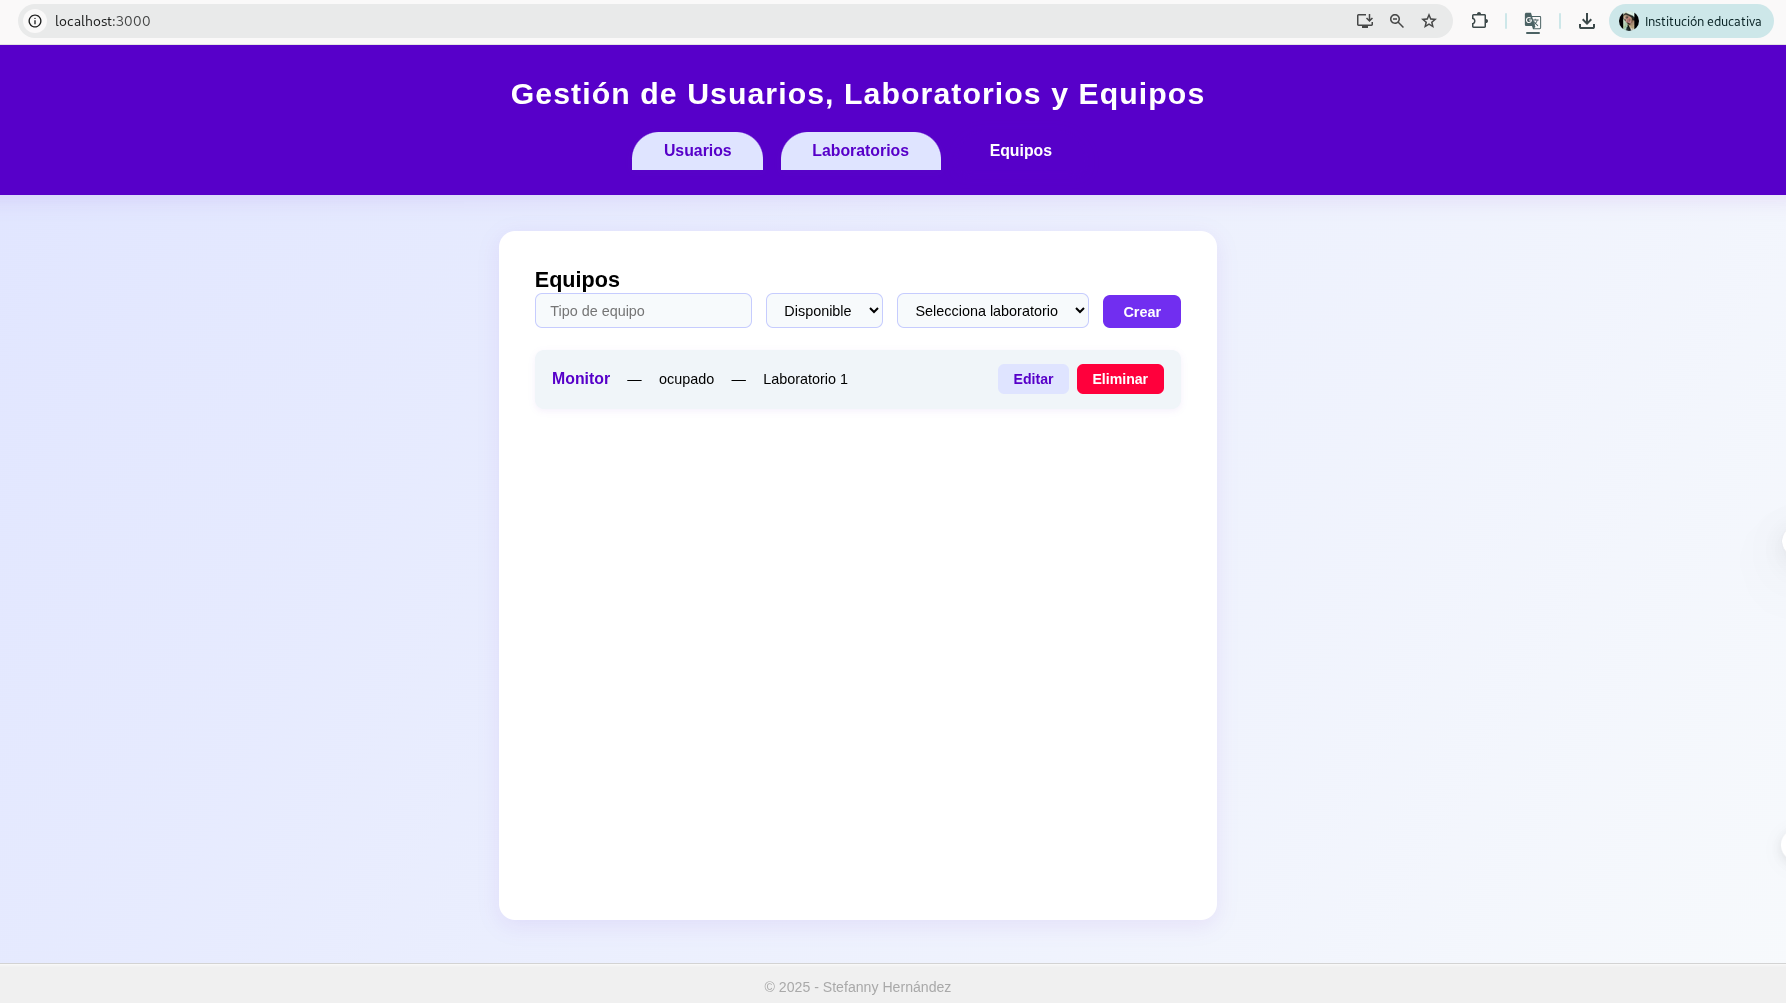 localhost:3000
Institución educativa
Gestión de Usuarios, Laboratorios y Equipos
Usuarios Laboratorios Equipos
Equipos
Tipo de equipo Disponible Selecciona laboratorio Crear
Monitor — ocupado — Laboratorio 1 Editar Eliminar
© 2025 - Stefanny Hernández